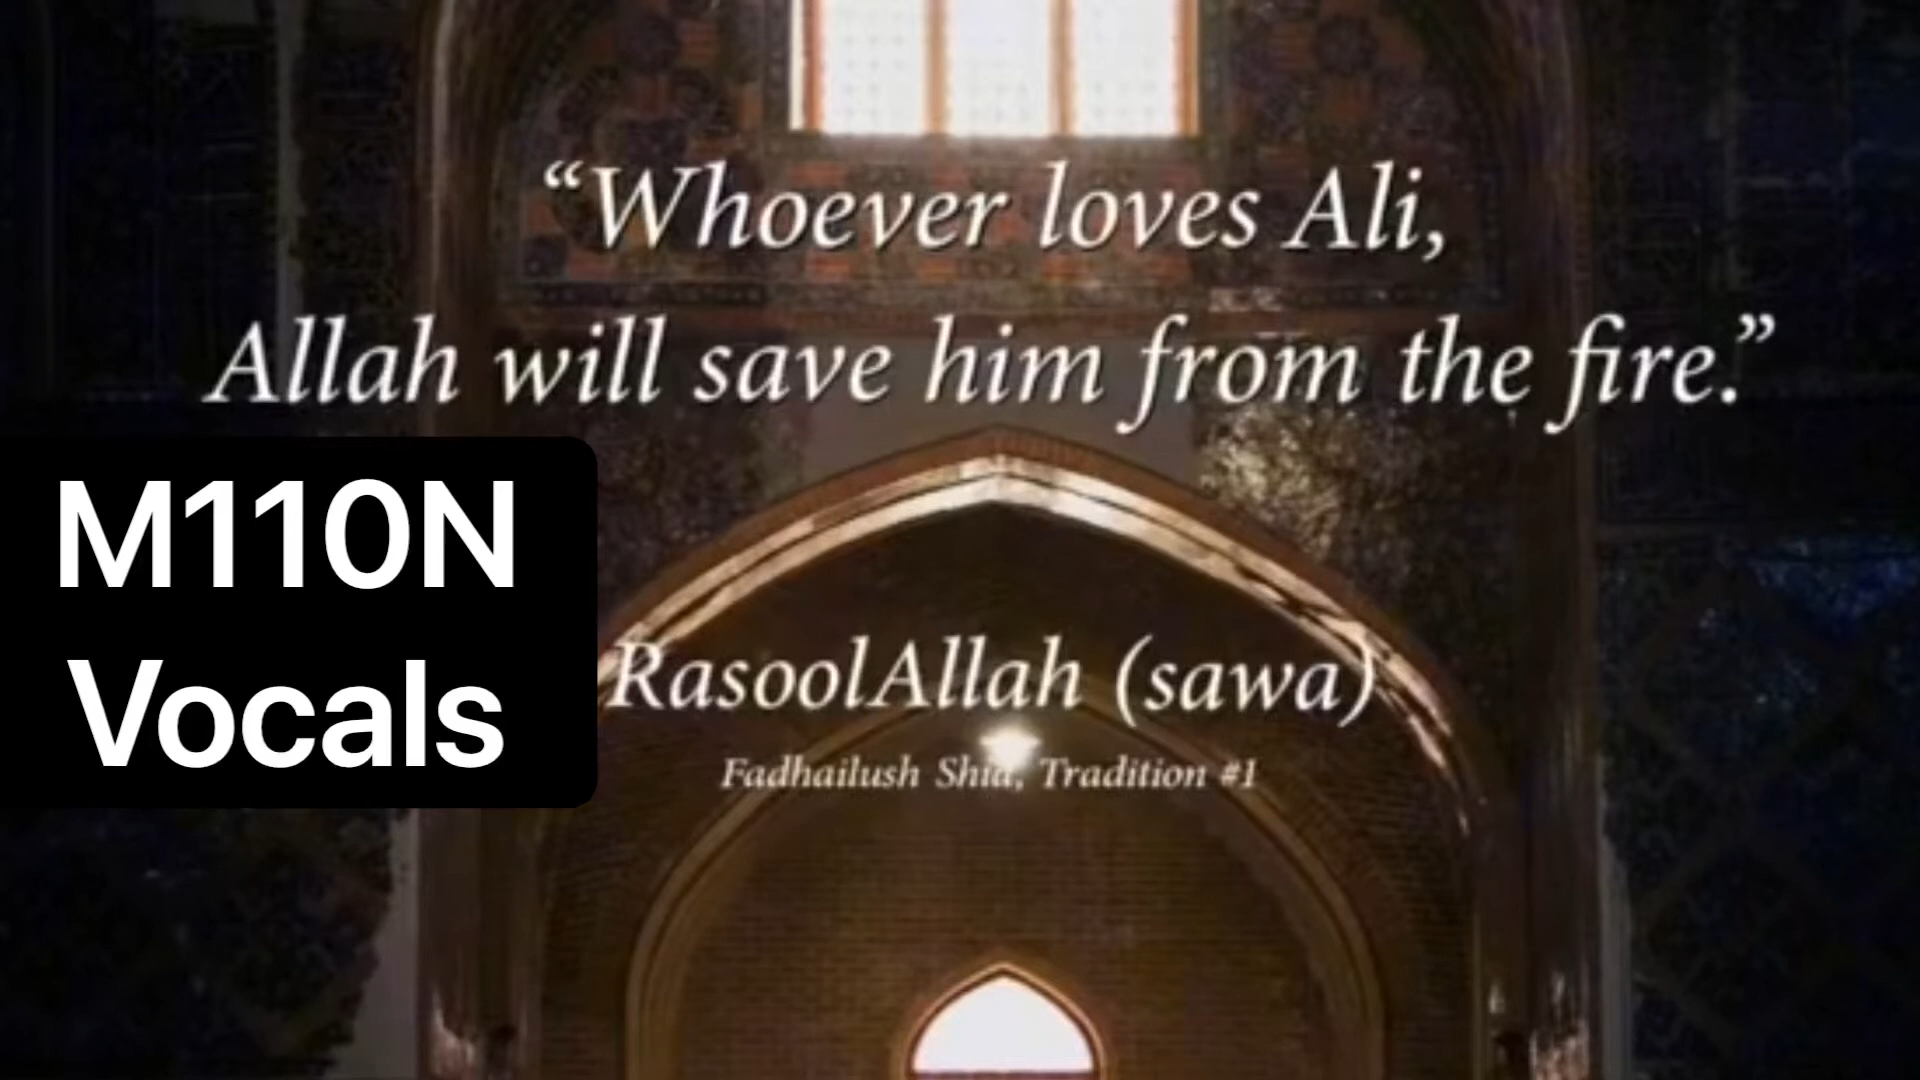 “Whoever loves Ali,
Allah will save him from the fire.”
M110N
Vocals
RasoolAllah (sawa)
Fadhailush Shia, Tradition #1